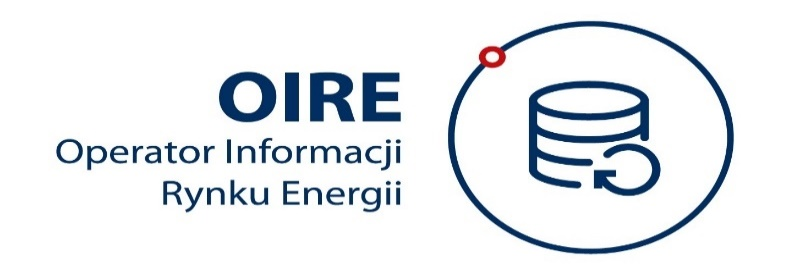 OIRE
Operator Informacji
Rynku Energii